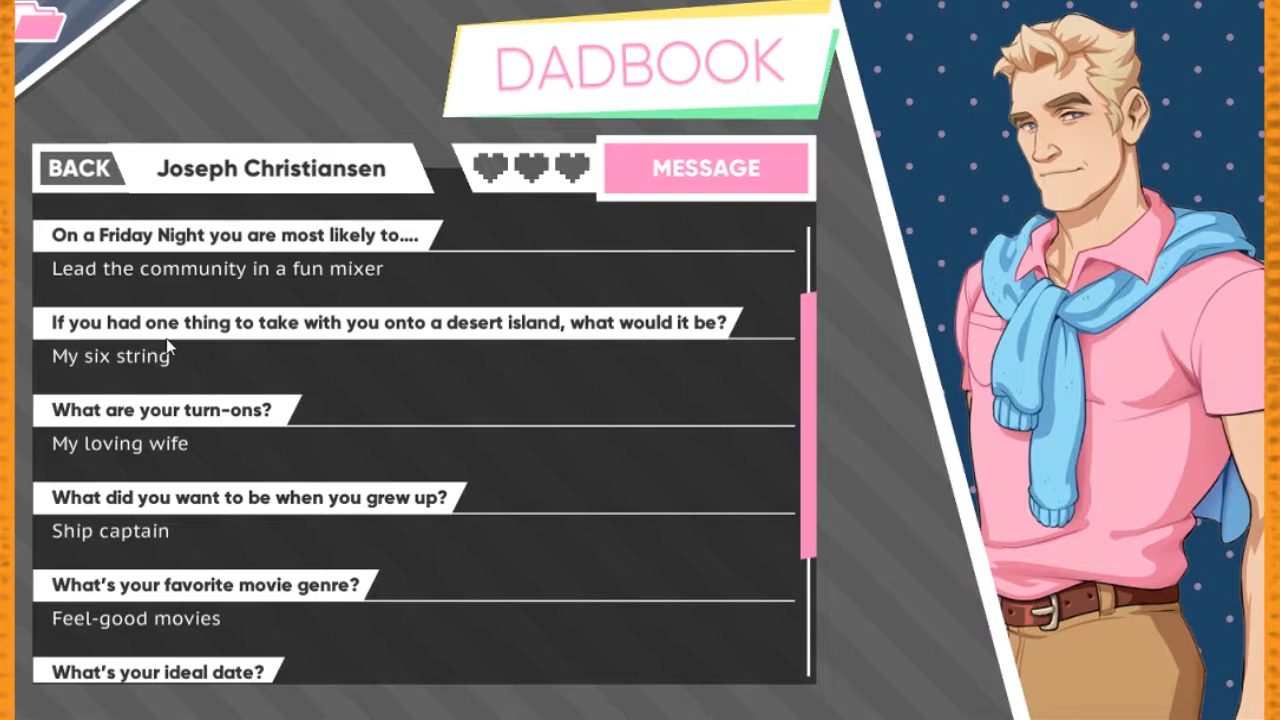 DADBOOK
BACK Joseph Christiansen MESSAGE
On a Friday Night you are most likely to....
Lead the community in a fun mixer
If you had one thing to take with you onto a desert island, what would it be?
My six string
What are your turn-ons?
My loving wife
What did you want to be when you grew up?
Ship captain
What's your favorite movie genre?
Feel-good movies
What's your ideal date?